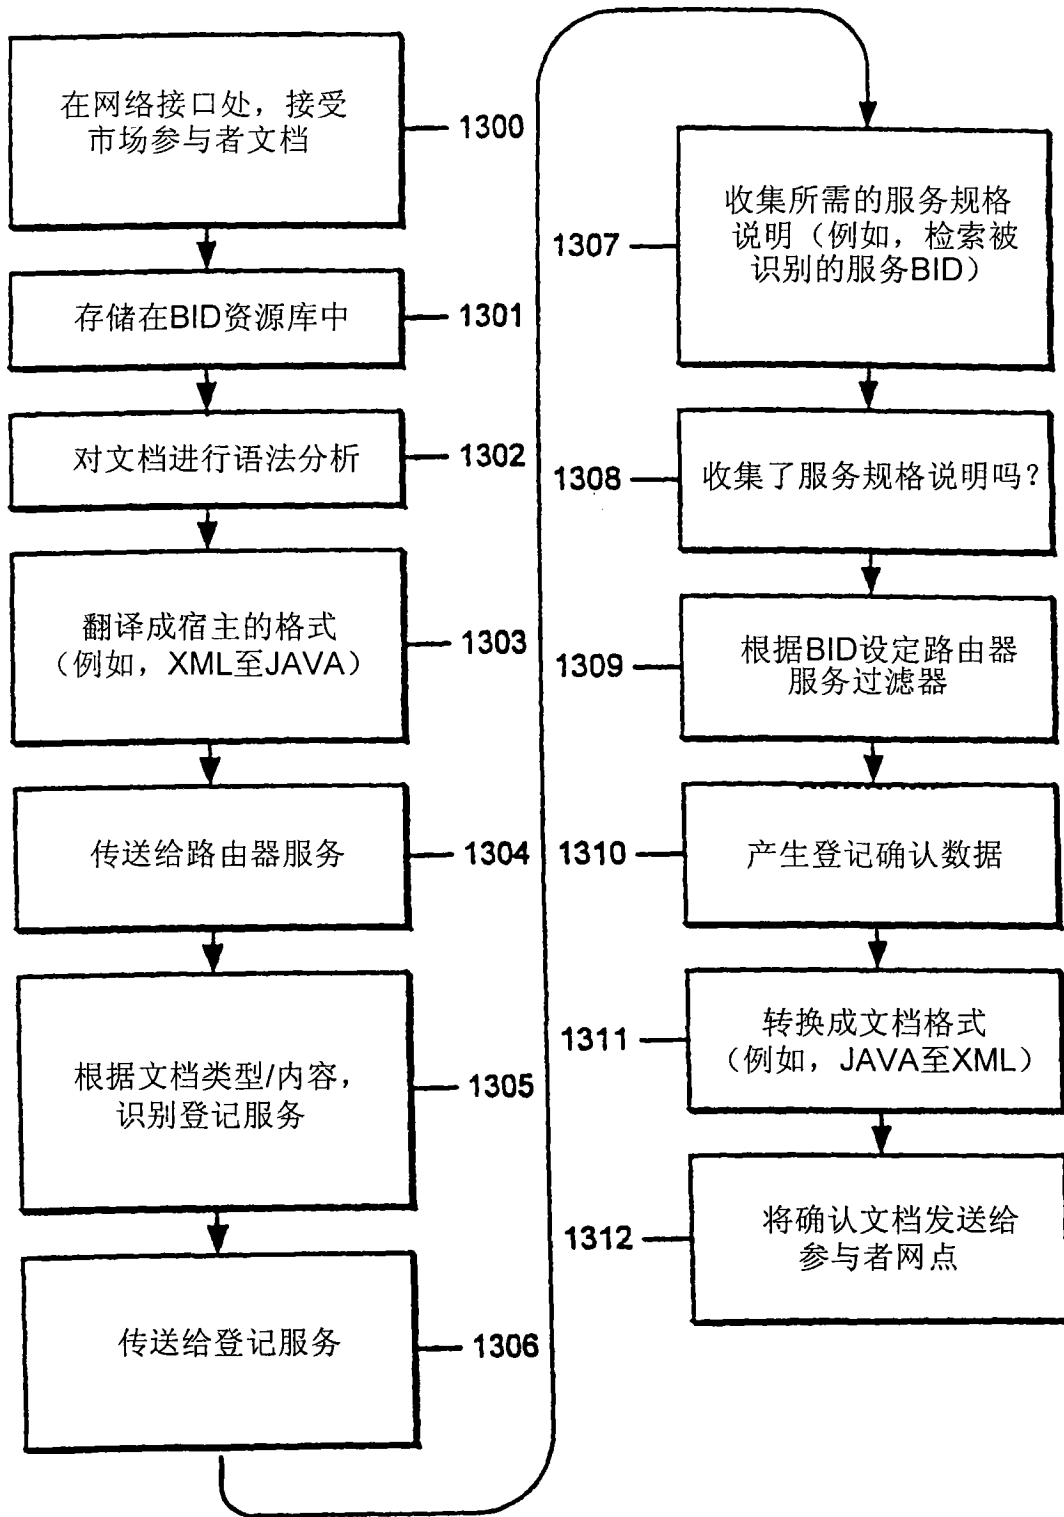 在网络接口处，接受
市场参与者文档
1300
存储在BID资源库中
1301
对文档进行语法分析
1302
翻译成宿主的格式
（例如，XML至JAVA）
1303
传送给路由器服务
1304
根据文档类型/内容，
识别登记服务
1305
传送给登记服务
1306
收集所需的服务规格
说明（例如，检索被
识别的服务BID）
1307
收集了服务规格说明吗？
1308
根据BID设定路由器
服务过滤器
1309
产生登记确认数据
1310
转换成文档格式
（例如，JAVA至XML）
1311
将确认文档发送给
参与者网点
1312